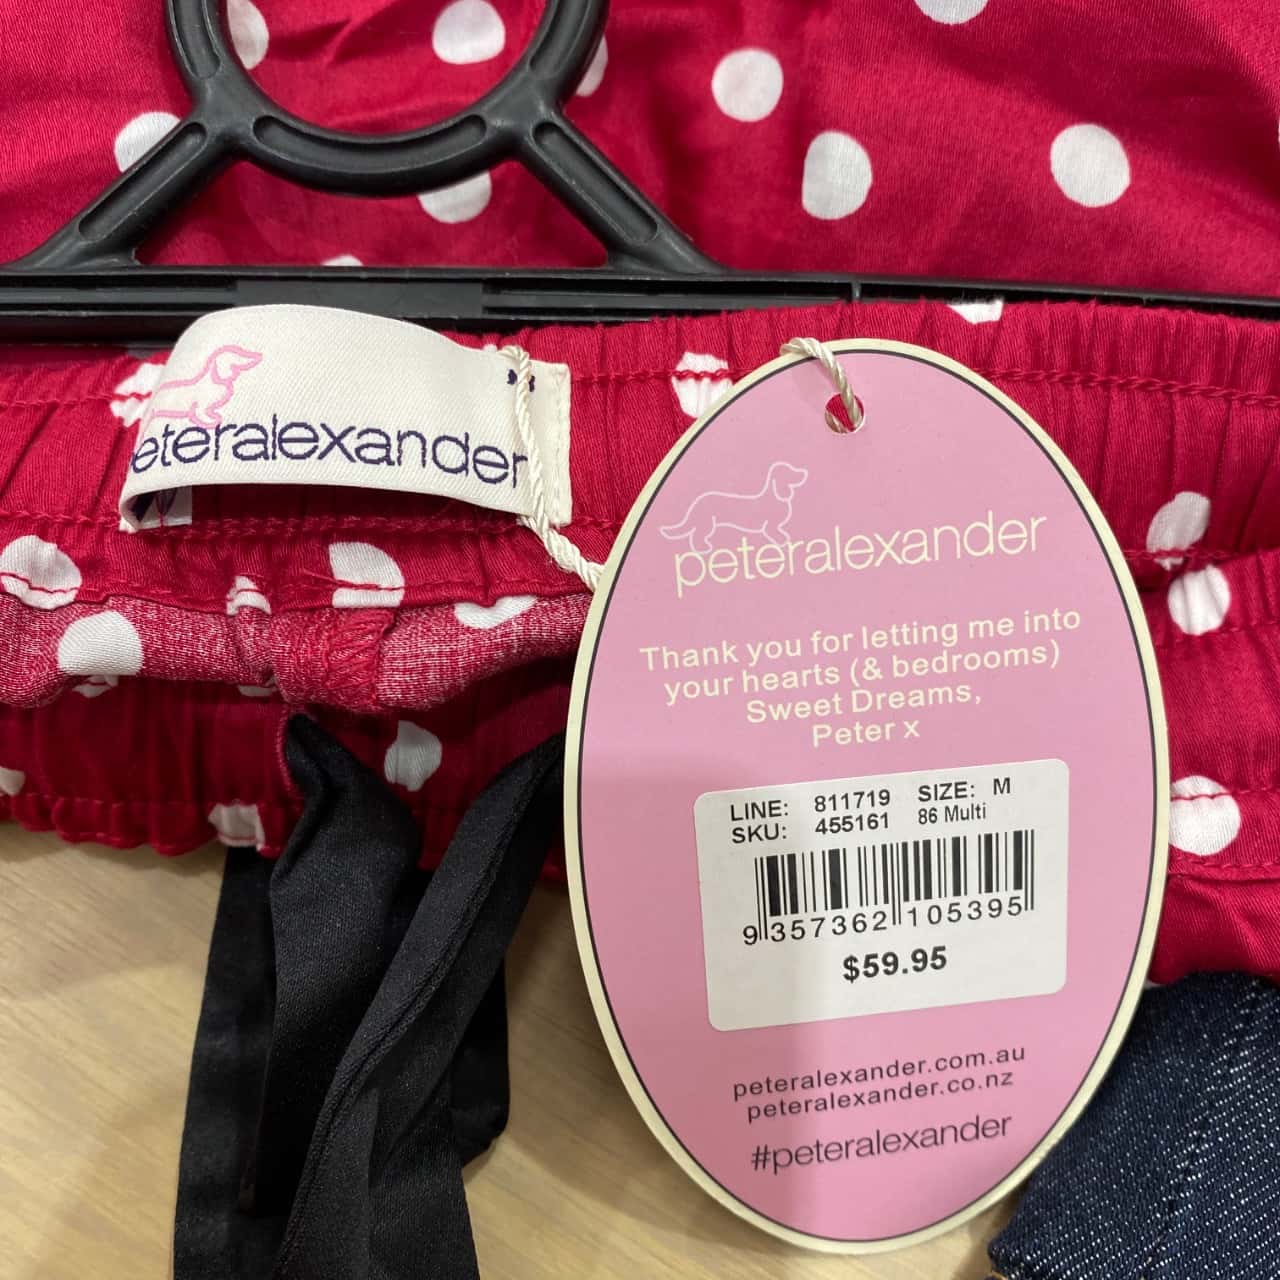 peteralexander
peteralexander
Thank you for letting me into
your hearts (& bedrooms)
Sweet Dreams,
Peter x
LINE: 811719 SIZE: M
SKU: 455161 86 Multi
9 357362 105395
$59.95
peteralexander.com.au
peteralexander.co.nz
#peteralexander